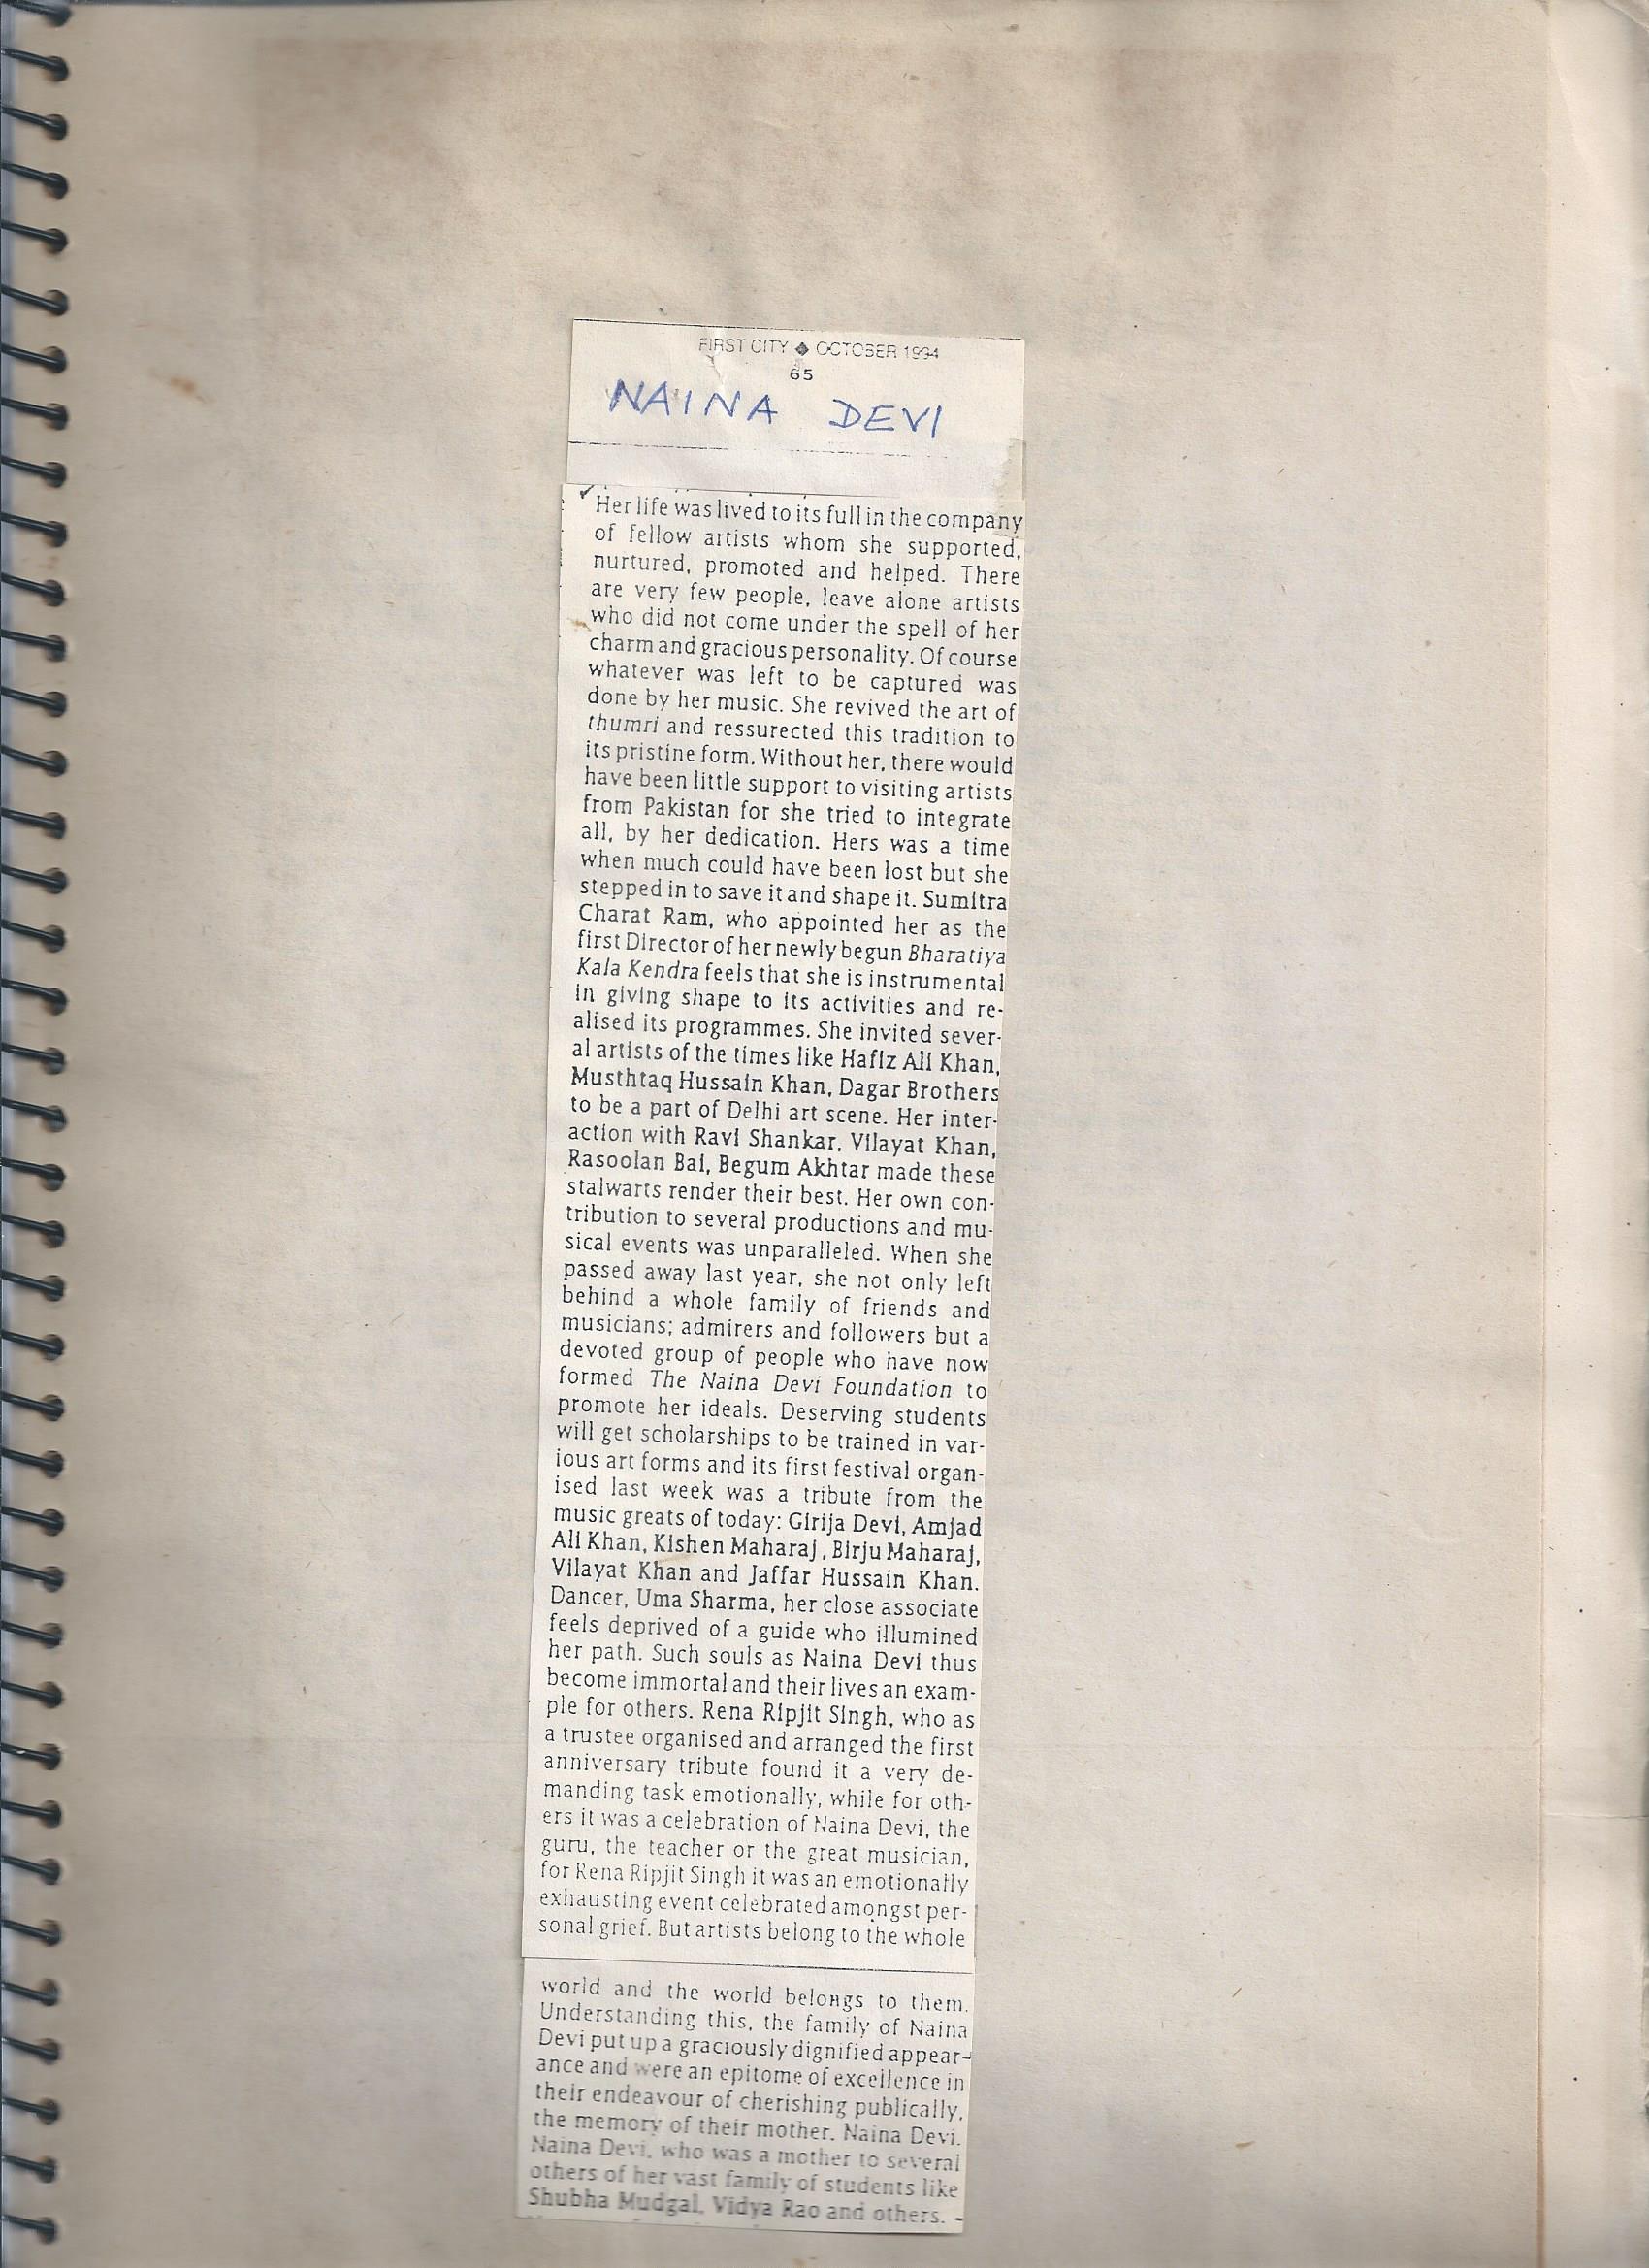 FIRST CITY ◆ OCTOBER 1994
65
NAINA DEVI
Her life was lived to its full in the company
of fellow artists whom she supported,
nurtured, promoted and helped. There
are very few people, leave alone artists
who did not come under the spell of her
charm and gracious personality. Of course
whatever was left to be captured was
done by her music. She revived the art of
thumri and ressurected this tradition to
its pristine form. Without her, there would
have been little support to visiting artists
from Pakistan for she tried to integrate
all, by her dedication. Hers was a time
when much could have been lost but she
stepped in to save it and shape it. Sumitra
Charat Ram, who appointed her as the
first Director of her newly begun Bharatiya
Kala Kendra feels that she is instrumental
in giving shape to its activities and re-
alised its programmes. She invited sever-
al artists of the times like Hafiz Ali Khan,
Musthtaq Hussain Khan, Dagar Brothers
to be a part of Delhi art scene. Her inter-
action with Ravi Shankar, Vilayat Khan,
Rasoolan Bai, Begum Akhtar made these
stalwarts render their best. Her own con-
tribution to several productions and mu-
sical events was unparalleled. When she
passed away last year, she not only left
behind a whole family of friends and
musicians; admirers and followers but a
devoted group of people who have now
formed The Naina Devi Foundation to
promote her ideals. Deserving students
will get scholarships to be trained in var-
ious art forms and its first festival organ-
ised last week was a tribute from the
music greats of today: Girija Devi, Amjad
Ali Khan, Kishen Maharaj, Birju Maharaj,
Vilayat Khan and Jaffar Hussain Khan.
Dancer, Uma Sharma, her close associate
feels deprived of a guide who illumined
her path. Such souls as Naina Devi thus
become immortal and their lives an exam-
ple for others. Rena Ripjit Singh, who as
a trustee organised and arranged the first
anniversary tribute found it a very de-
manding task emotionally, while for oth-
ers it was a celebration of Naina Devi, the
guru, the teacher or the great musician,
for Rena Ripjit Singh it was an emotionally
exhausting event celebrated amongst per-
sonal grief. But artists belong to the whole
world and the world belongs to them.
Understanding this, the family of Naina
Devi put up a graciously dignified appear-
ance and were an epitome of excellence in
their endeavour of cherishing publically,
the memory of their mother. Naina Devi.
Naina Devi, who was a mother to several
others of her vast family of students like
Shubha Mudgal, Vidya Rao and others. -